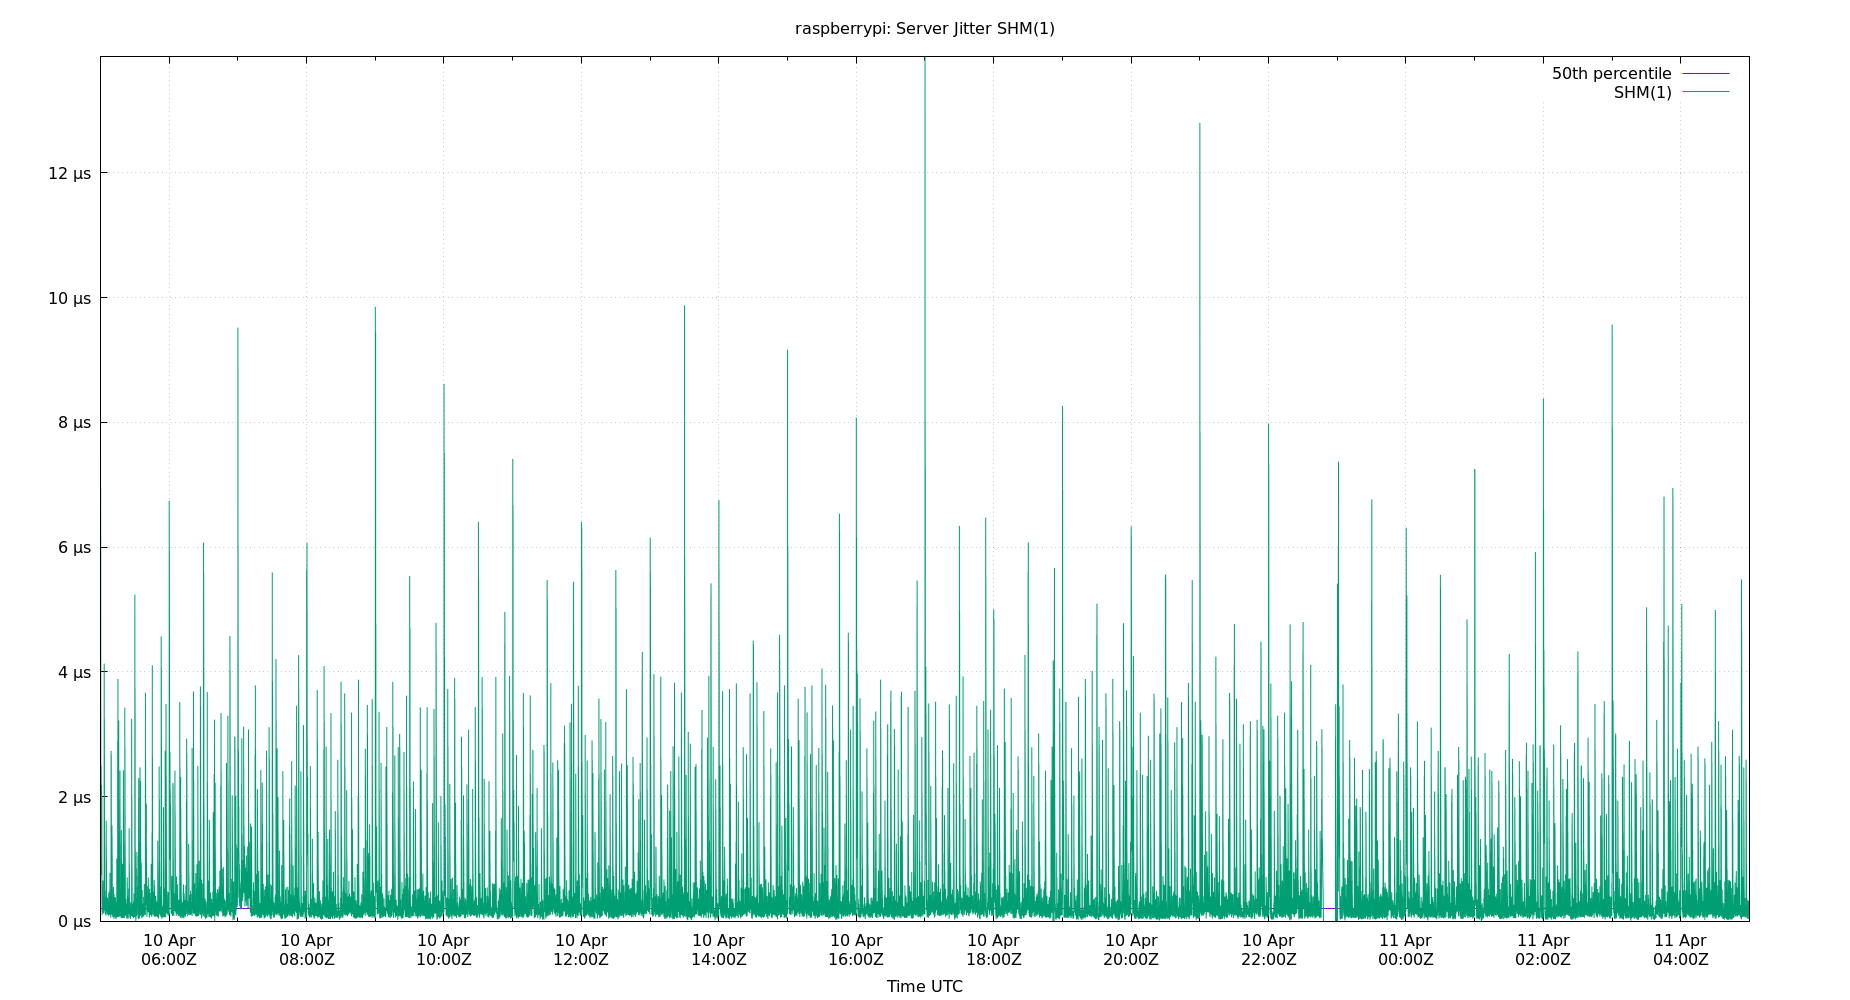 raspberrypi: Server Jitter SHM(1)
50th percentile
SHM(1)
12 µs
10 µs
8 µs
6 µs
4 µs
2 µs
0 µs
10 Apr 10 Apr 10 Apr 10 Apr 10 Apr 10 Apr 10 Apr 10 Apr 10 Apr 11 Apr 11 Apr 11 Apr
06:00Z 08:00Z 10:00Z 12:00Z 14:00Z 16:00Z 18:00Z 20:00Z 22:00Z 00:00Z 02:00Z 04:00Z
Time UTC